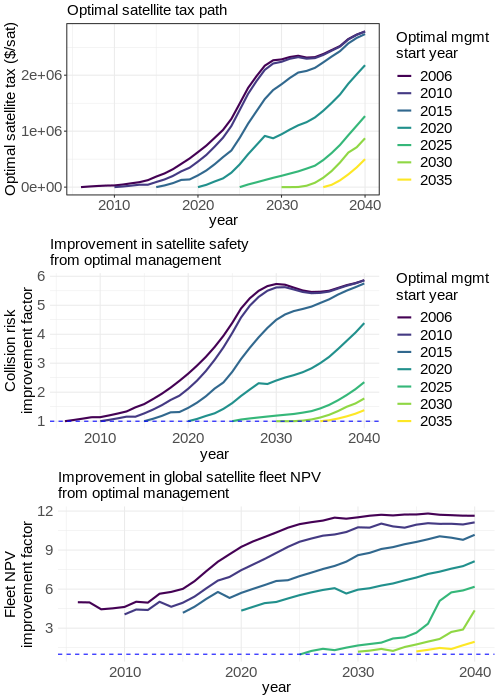 Optimal satellite tax path
Optimal satellite tax ($/sat)
2e+06
1e+06
0e+00
2010
2020
2030
2040
year
Optimal mgmt
start year
2006
2010
2015
2020
2025
2030
2035
Improvement in satellite safety
from optimal management
Collision risk
improvement factor
6
5
4
3
2
1
2010
2020
2030
2040
year
Optimal mgmt
start year
2006
2010
2015
2020
2025
2030
2035
Improvement in global satellite fleet NPV
from optimal management
Fleet NPV
improvement factor
12
9
6
3
2010
2020
2030
2040
year